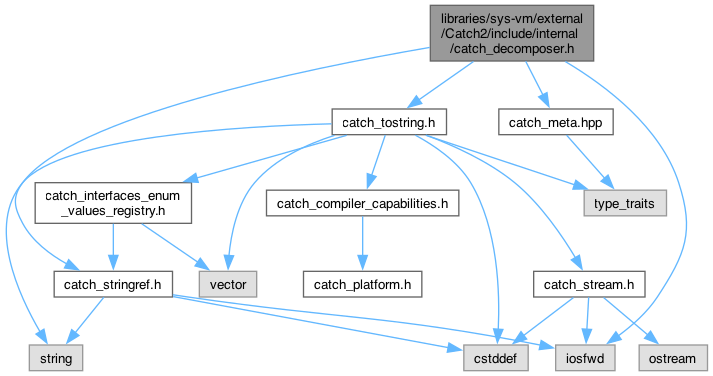 libraries/sys-vm/external
/Catch2/include/internal
/catch_decomposer.h
catch_tostring.h
catch_meta.hpp
catch_interfaces_enum
_values_registry.h
catch_compiler_capabilities.h
type_traits
catch_stringref.h
vector
catch_platform.h
catch_stream.h
string
cstddef
iosfwd
ostream